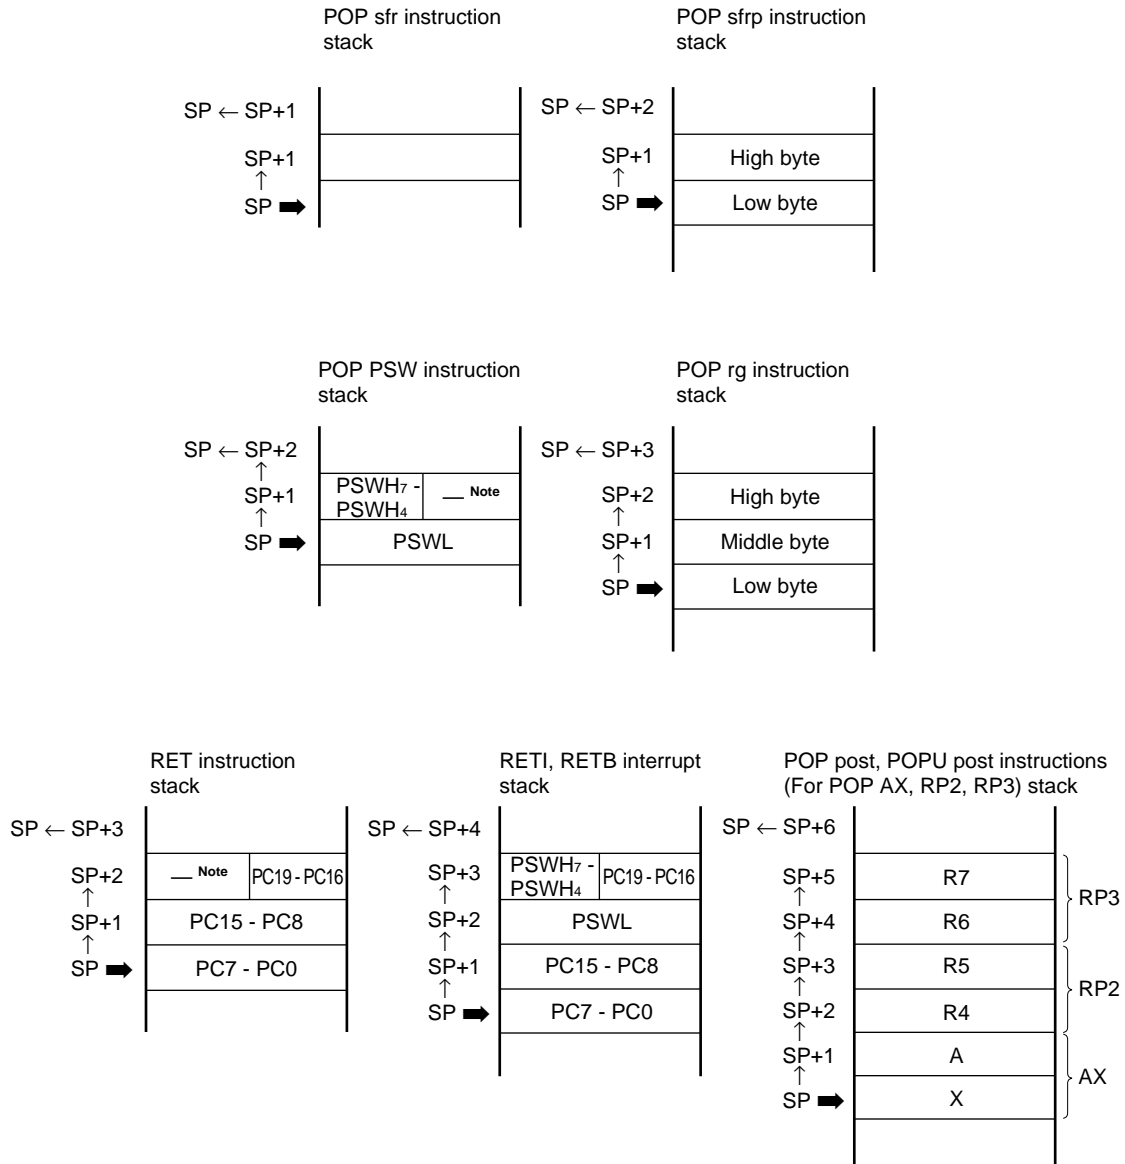 POP sfr instruction
stack
SP ← SP+1
SP+1
↑
SP
POP sfrp instruction
stack
SP ← SP+2
SP+1
↑
SP
High byte
Low byte
POP PSW instruction
stack
SP ← SP+2
↑
SP+1
↑
SP
PSWH7 -
PSWH4
— Note
PSWL
POP rg instruction
stack
SP ← SP+3
SP+2
↑
SP+1
↑
SP
High byte
Middle byte
Low byte
RET instruction
stack
SP ← SP+3
SP+2
↑
SP+1
↑
SP
— Note
PC19 - PC16
PC15 - PC8
PC7 - PC0
RETI, RETB interrupt
stack
SP ← SP+4
SP+3
↑
SP+2
↑
SP+1
↑
SP
PSWH7 -
PSWH4
PC19 - PC16
PSWL
PC15 - PC8
PC7 - PC0
POP post, POPU post instructions
(For POP AX, RP2, RP3) stack
SP ← SP+6
SP+5
↑
SP+4
↑
SP+3
↑
SP+2
↑
SP+1
↑
SP
R7
R6
R5
R4
A
X
RP3
RP2
AX